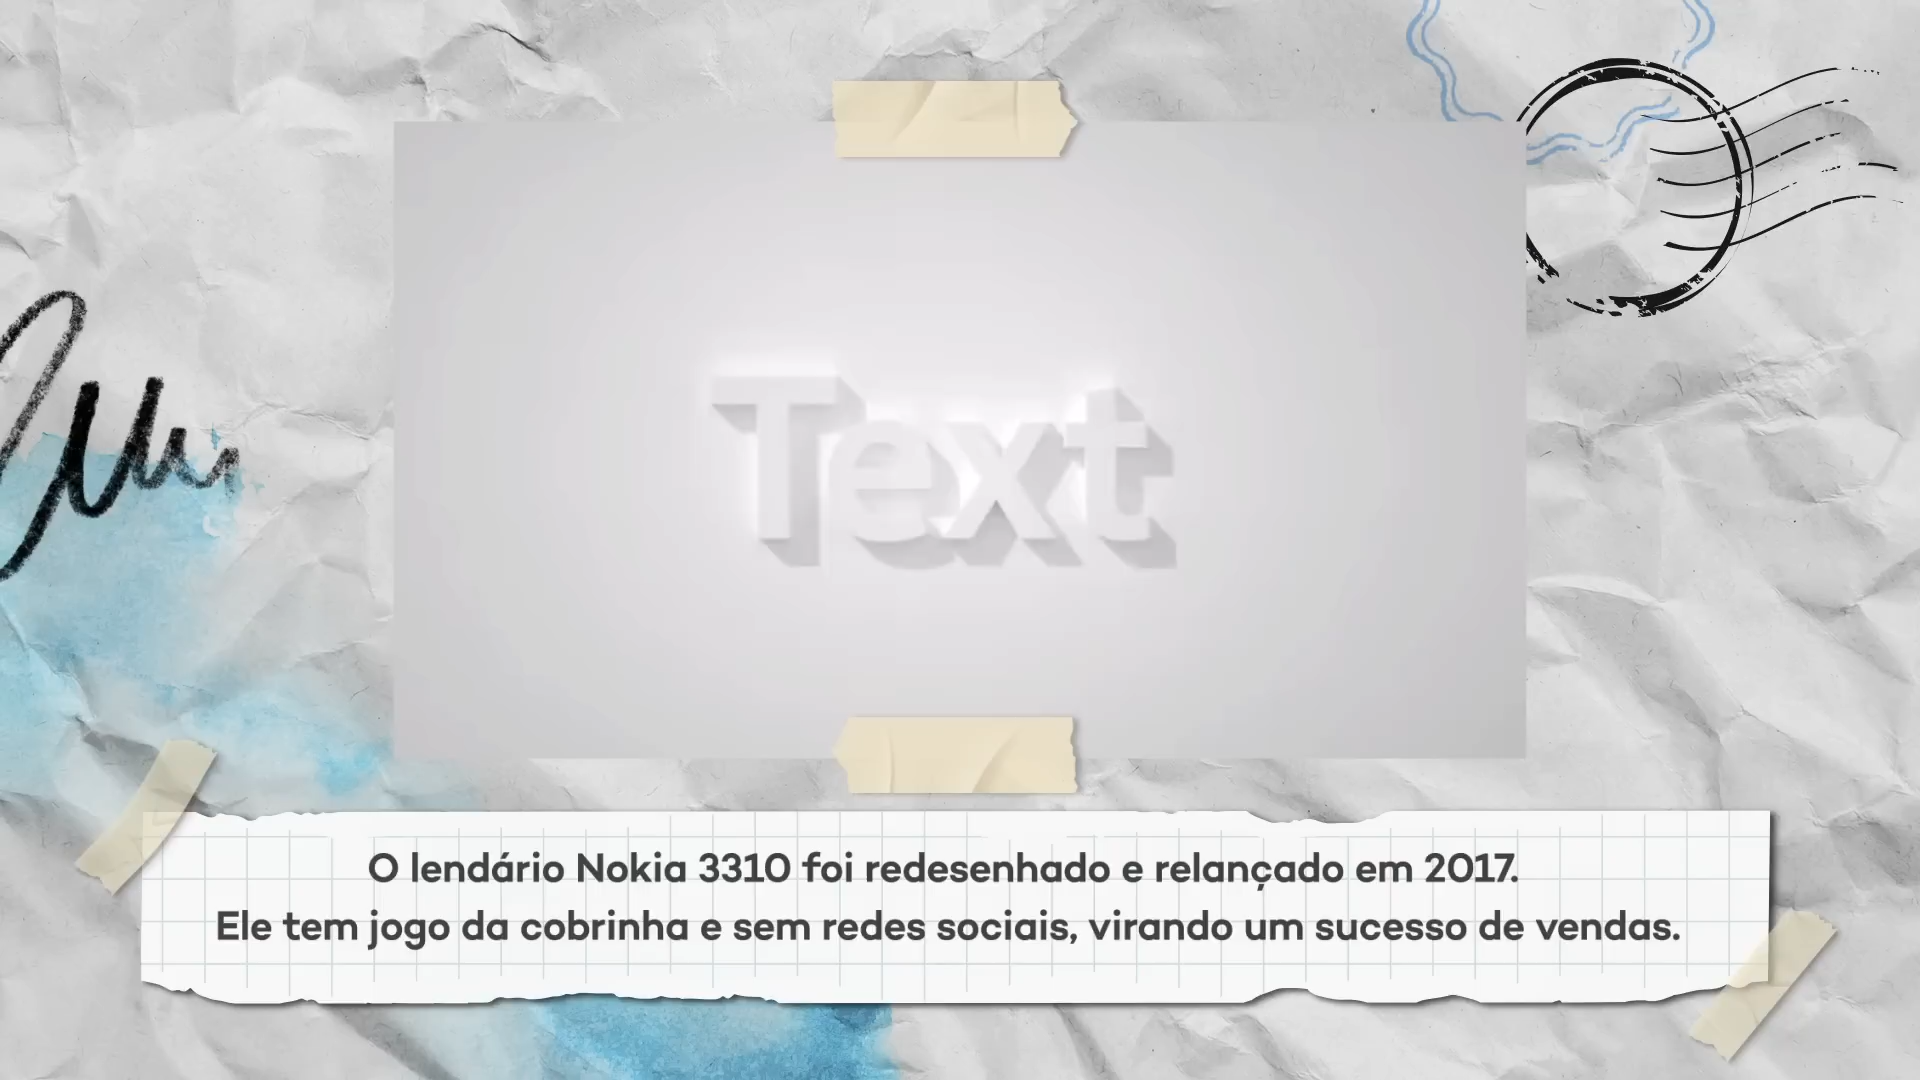 Text
O lendário Nokia 3310 foi redesenhado e relançado em 2017.
Ele tem jogo da cobrinha e sem redes sociais, virando um sucesso de vendas.